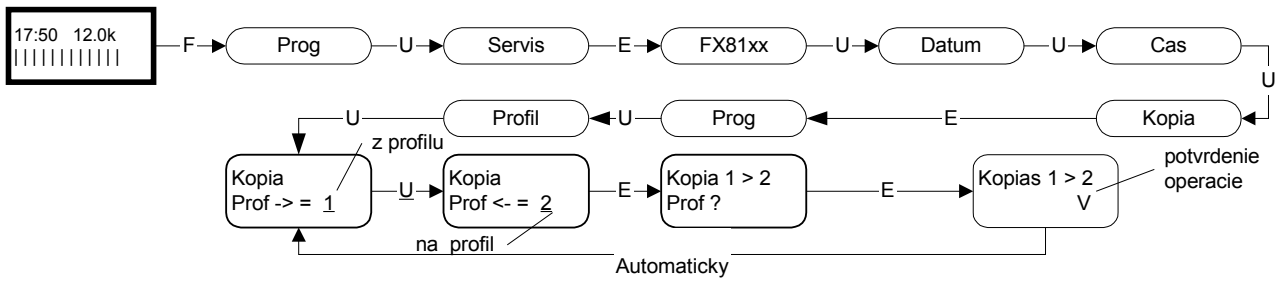 17:50 12.0k
||||||||||||
F
Prog
U
Servis
E
FX81xx
U
Datum
U
Cas
U
Kopia
E
Prog
U
Profil
U
z profilu
Kopia
Prof -> = 1
U
Kopia
Prof <- = 2
E
Kopia 1 > 2
Prof ?
E
Kopias 1 > 2
V
potvrdenie
operacie
na profil
Automaticky